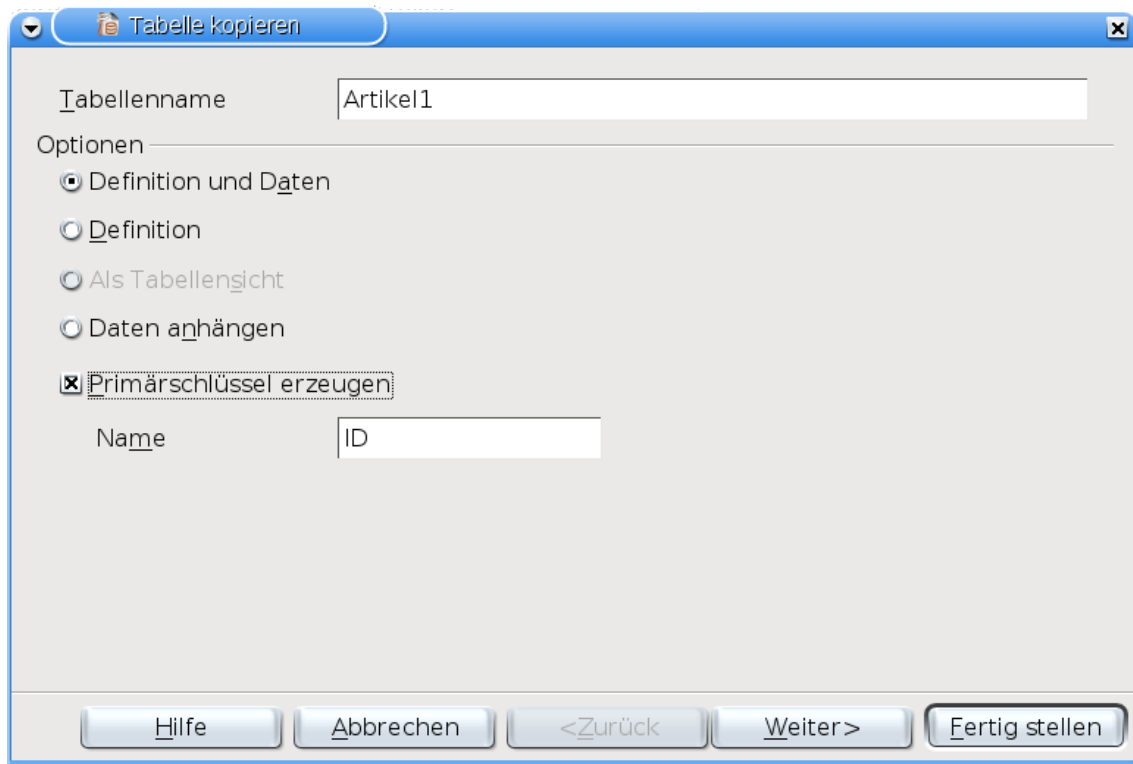 Tabelle kopieren
Tabellenname Artikel1
Optionen
Definition und Daten
Definition
Als Tabellensicht
Daten anhängen
Primärschlüssel erzeugen
Name ID
Hilfe Abbrechen <Zurück Weiter> Fertig stellen